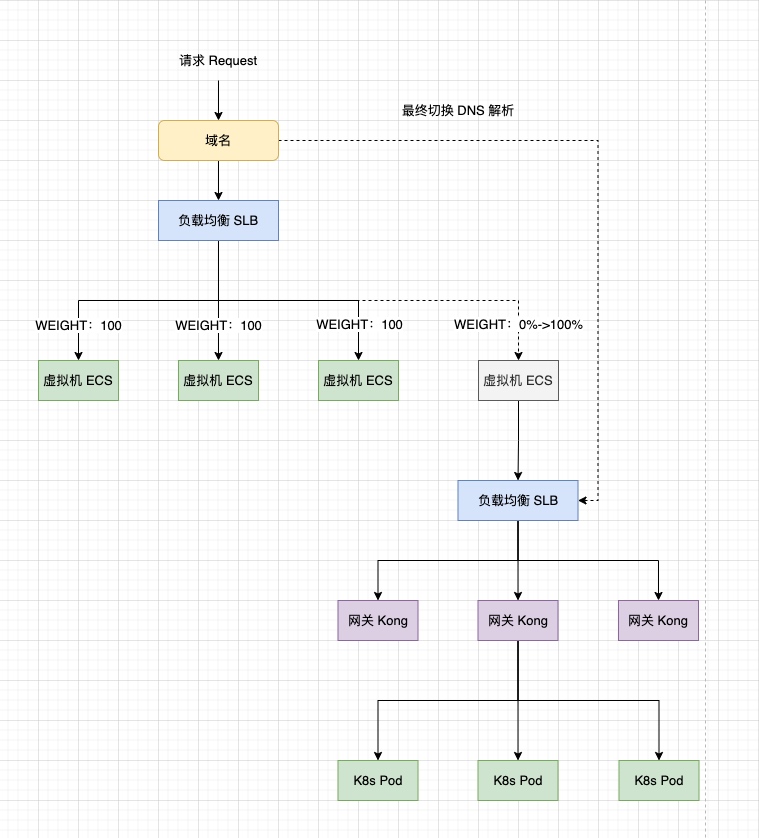 请求 Request
最终切换 DNS 解析
域名
负载均衡 SLB
WEIGHT：100
WEIGHT：100
WEIGHT：100
WEIGHT：0%->100%
虚拟机 ECS
虚拟机 ECS
虚拟机 ECS
虚拟机 ECS
负载均衡 SLB
网关 Kong
网关 Kong
网关 Kong
K8s Pod
K8s Pod
K8s Pod